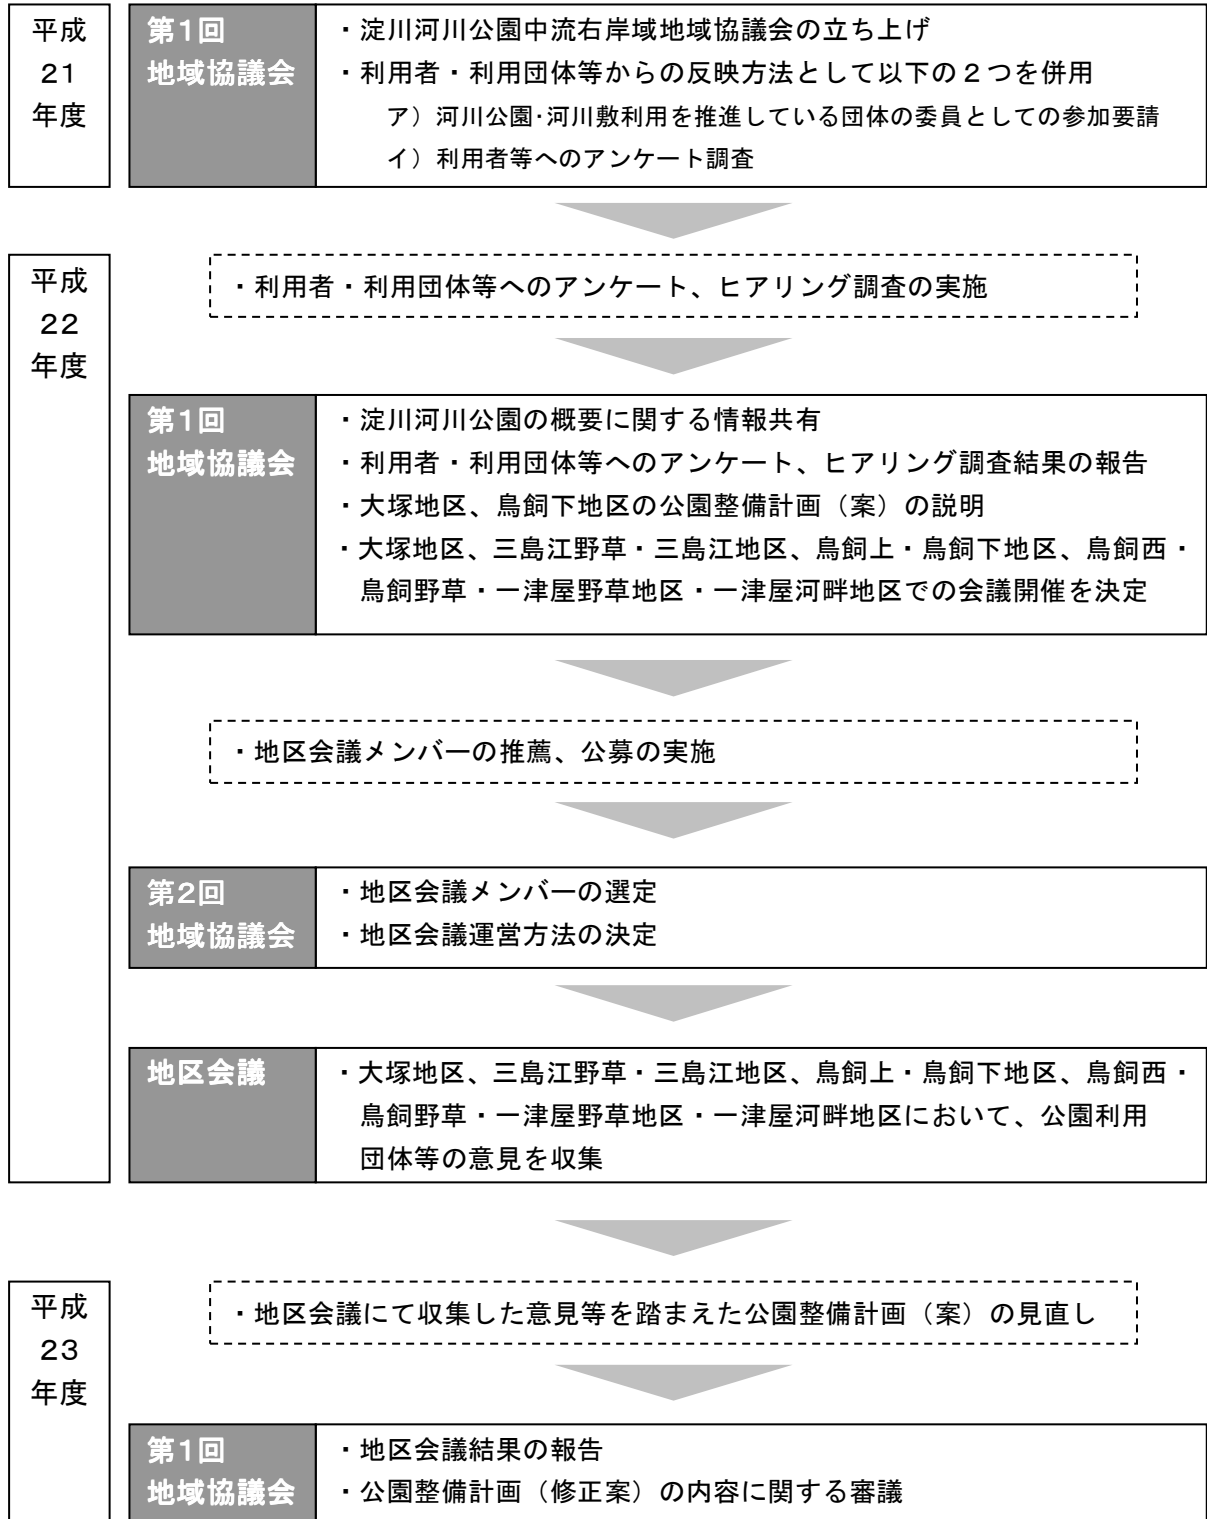 平成
21
年度
第1回
地域協議会
・淀川河川公園中流右岸域地域協議会の立ち上げ
・利用者・利用団体等からの反映方法として以下の2つを併用
ア）河川公園･河川敷利用を推進している団体の委員としての参加要請
イ）利用者等へのアンケート調査
平成
22
年度
・利用者・利用団体等へのアンケート、ヒアリング調査の実施
第1回
地域協議会
・淀川河川公園の概要に関する情報共有
・利用者・利用団体等へのアンケート、ヒアリング調査結果の報告
・大塚地区、鳥飼下地区の公園整備計画（案）の説明
・大塚地区、三島江野草・三島江地区、鳥飼上・鳥飼下地区、鳥飼西・
鳥飼野草・一津屋野草地区・一津屋河畔地区での会議開催を決定
・地区会議メンバーの推薦、公募の実施
第2回
地域協議会
・地区会議メンバーの選定
・地区会議運営方法の決定
地区会議
・大塚地区、三島江野草・三島江地区、鳥飼上・鳥飼下地区、鳥飼西・
鳥飼野草・一津屋野草地区・一津屋河畔地区において、公園利用
団体等の意見を収集
平成
23
年度
・地区会議にて収集した意見等を踏まえた公園整備計画（案）の見直し
第1回
地域協議会
・地区会議結果の報告
・公園整備計画（修正案）の内容に関する審議